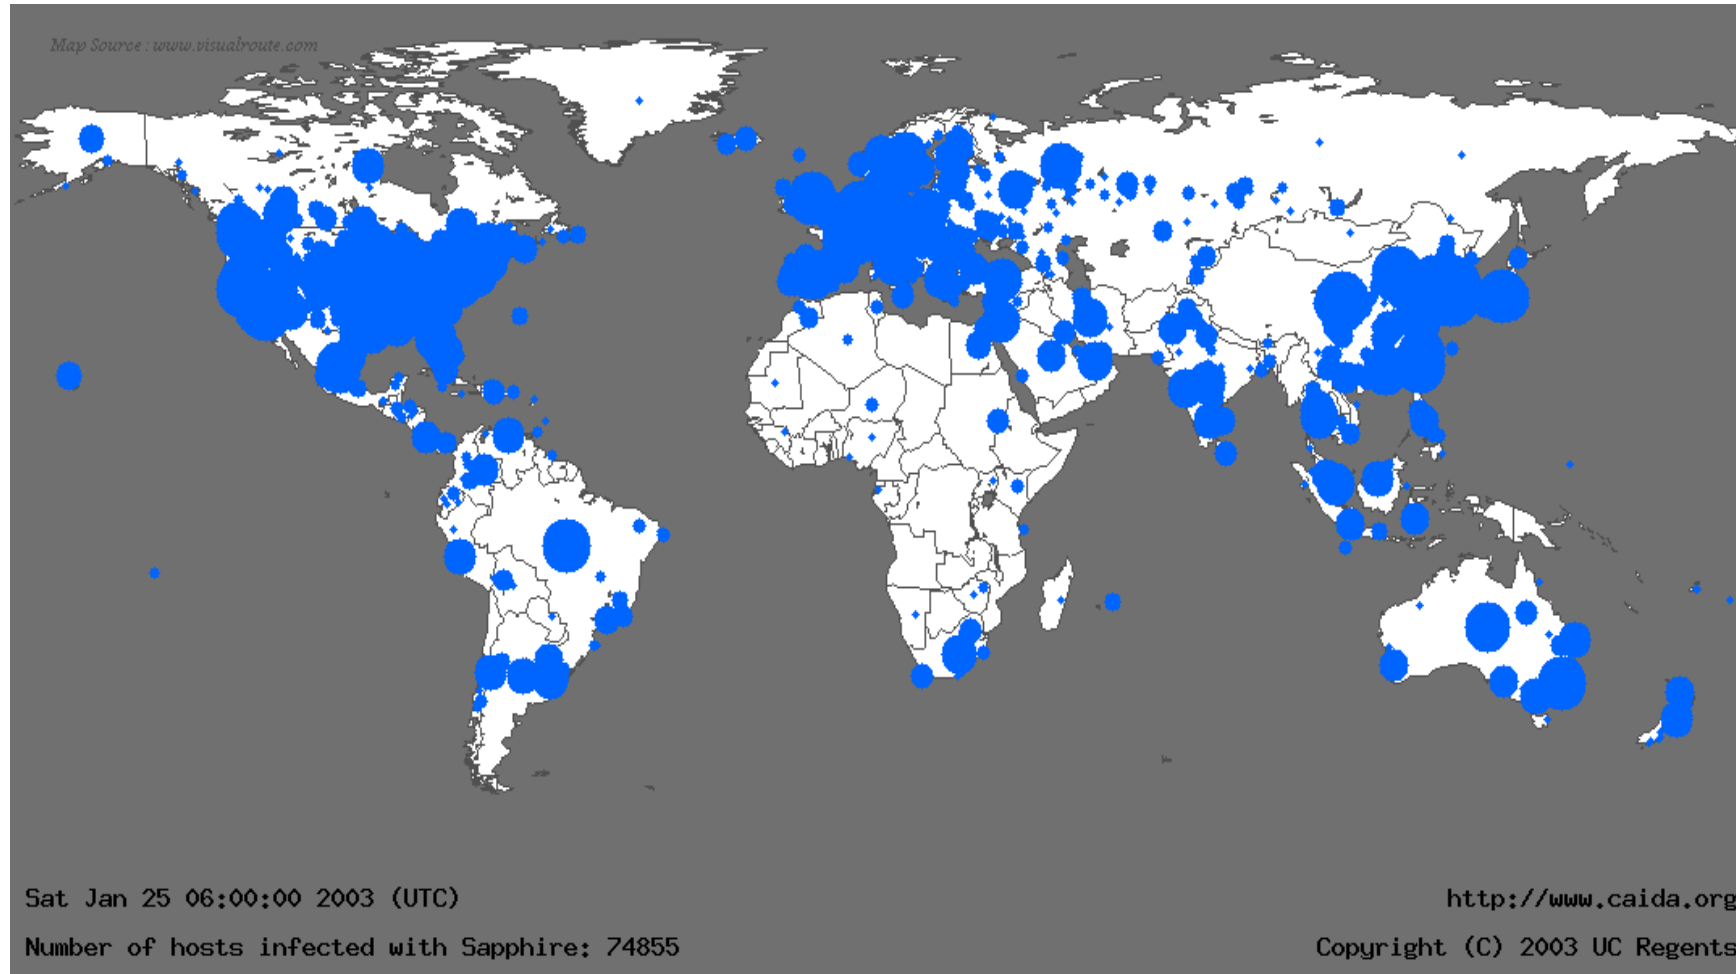 Map Source : www.visualroute.com
Sat Jan 25 06:00:00 2003 (UTC)
http://www.caida.org
Number of hosts infected with Sapphire: 74855
Copyright (C) 2003 UC Regents